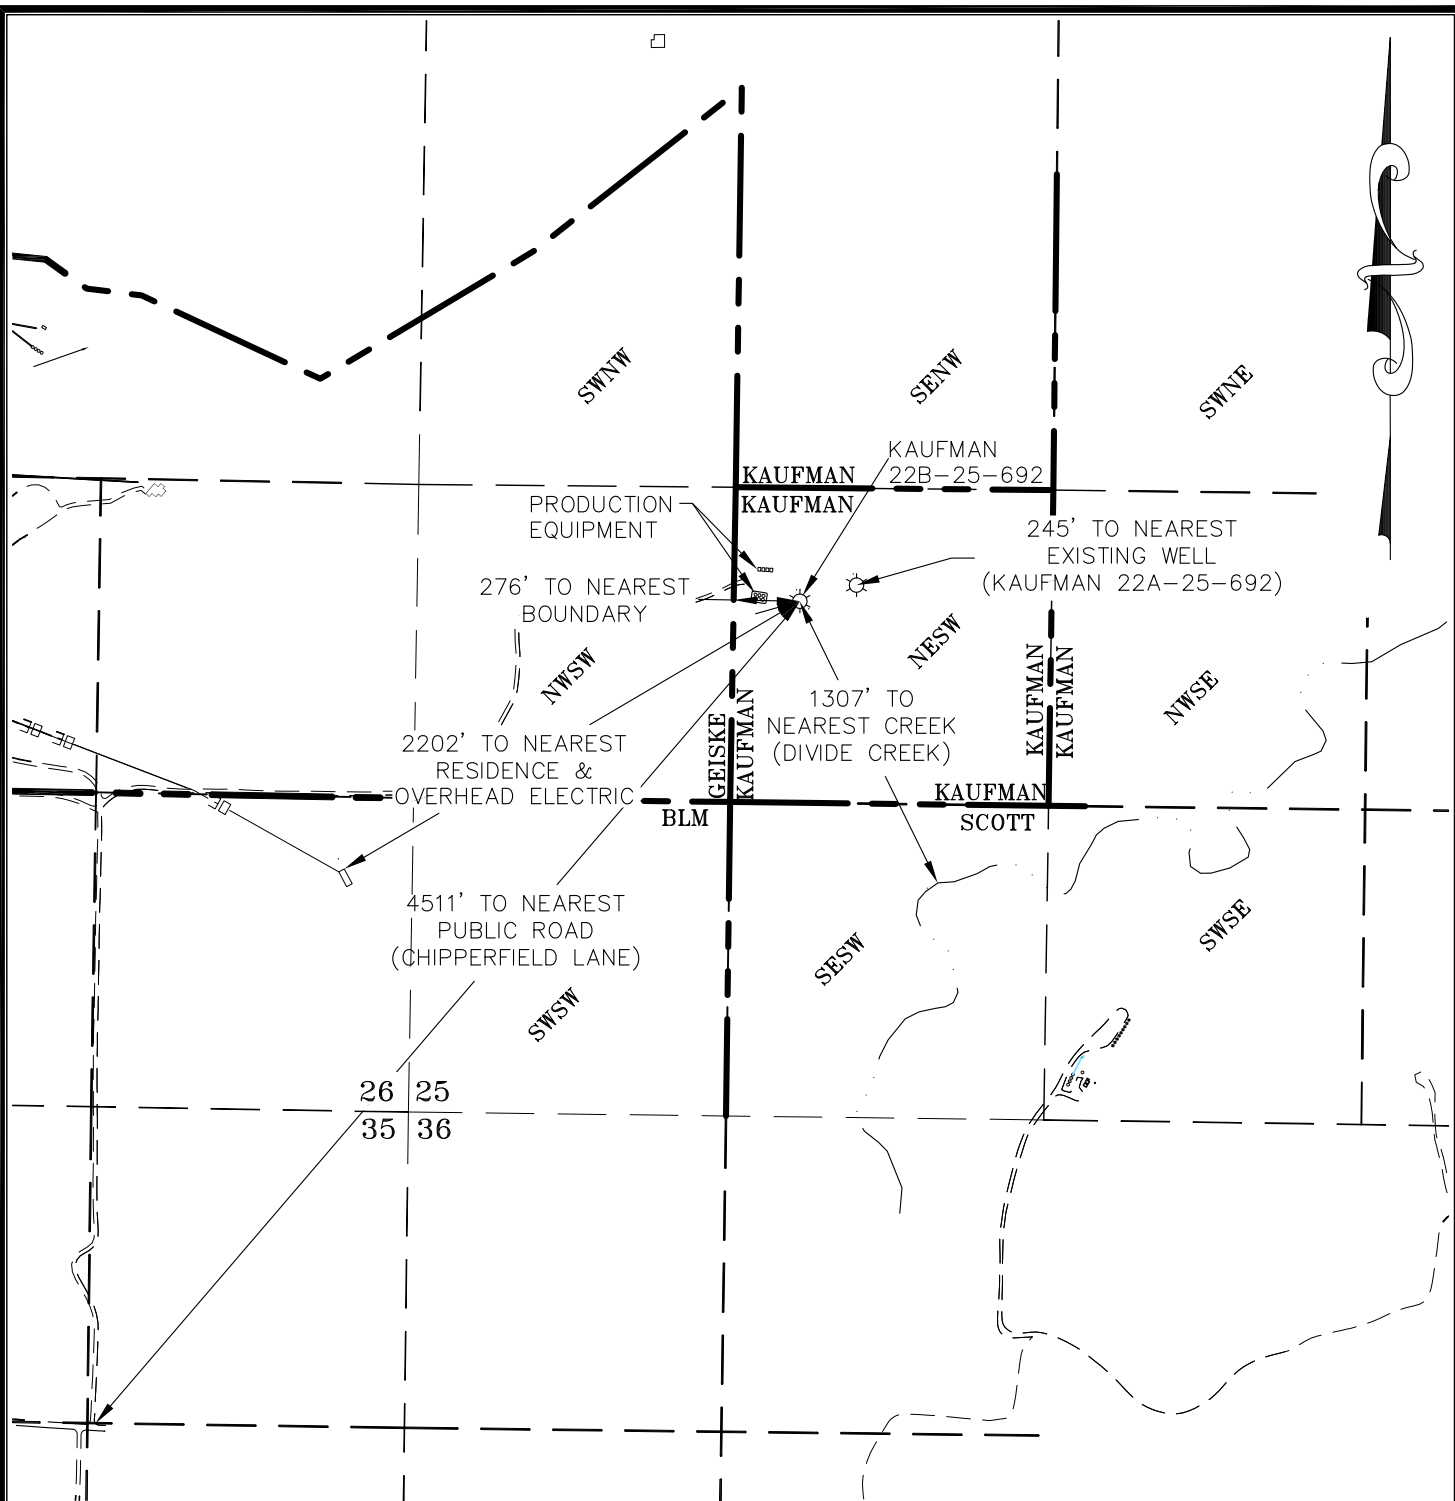 SWNW
SENW
SWNE
KAUFMAN
22B-25-692
KAUFMAN
KAUFMAN
PRODUCTION
EQUIPMENT
245' TO NEAREST
EXISTING WELL
(KAUFMAN 22A-25-692)
276' TO NEAREST
BOUNDARY
NWSW
NESW
NWSE
KAUFMAN
KAUFMAN
GEISKE
KAUFMAN
1307' TO
NEAREST CREEK
(DIVIDE CREEK)
2202' TO NEAREST
RESIDENCE &
OVERHEAD ELECTRIC
BLM
KAUFMAN
SCOTT
4511' TO NEAREST
PUBLIC ROAD
(CHIPPERFIELD LANE)
SWSW
SESW
SWSE
26 25
35 36